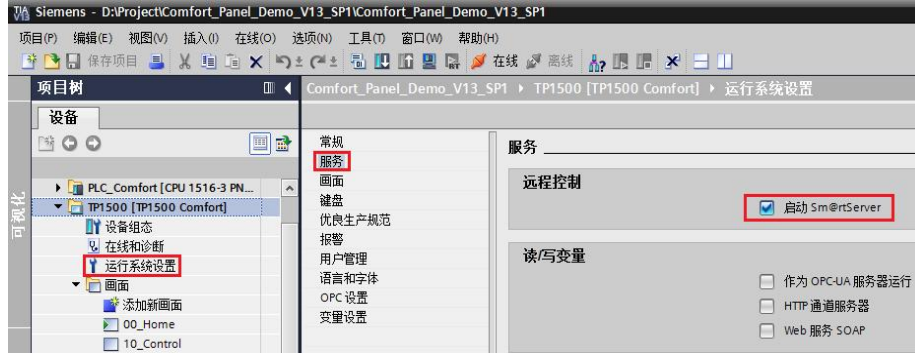 Siemens - D:\Project\Comfort_Panel_Demo_V13_SP1\Comfort_Panel_Demo_V13_SP1
项目(P) 编辑(E) 视图(V) 插入(I) 在线(O) 选项(N) 工具(T) 窗口(W) 帮助(H)
保存项目 在线 离线
项目树
Comfort_Panel_Demo_V13_SP1 ▸ TP1500 [TP1500 Comfort] ▸ 运行系统设置
设备
可视化
PLC_Comfort [CPU 1516-3 PN...
TP1500 [TP1500 Comfort]
设备组态
在线和诊断
运行系统设置
画面
添加新画面
00_Home
10_Control
常规
服务
画面
键盘
优良生产规范
报警
用户管理
语言和字体
OPC 设置
变量设置
服务
远程控制
启动 Sm@rtServer
读/写变量
作为 OPC-UA 服务器运行
HTTP 通道服务器
Web 服务 SOAP